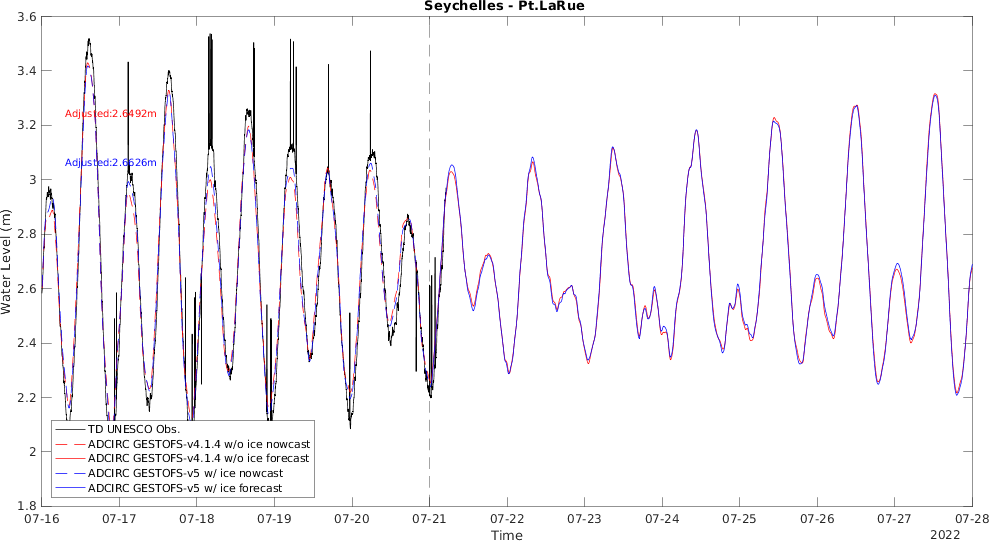 Seychelles - Pt.LaRue
Water Level (m)
3.6
3.4
3.2
3
2.8
2.6
2.4
2.2
2
1.8
Adjusted:2.6492m
Adjusted:2.6526m
TD UNESCO Obs.
ADCIRC GESTOFS-v4.1.4 w/o ice nowcast
ADCIRC GESTOFS-v4.1.4 w/o ice forecast
ADCIRC GESTOFS-v5 w/ ice nowcast
ADCIRC GESTOFS-v5 w/ ice forecast
07-16 07-17 07-18 07-19 07-20 07-21 07-22 07-23 07-24 07-25 07-26 07-27 07-28
Time
2022